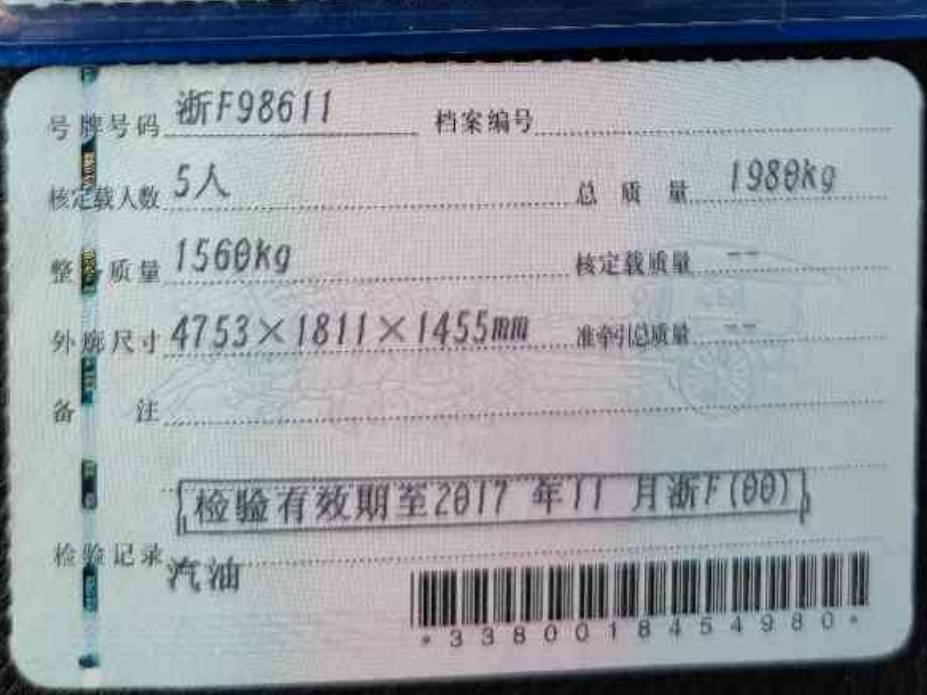 号牌号码 浙F98611 档案编号
核定载人数 5人 总质量 1980kg
整备质量 1560kg 核定载质量 --
外廓尺寸 4753×1811×1455mm 准牵引总质量 --
备注
检验有效期至2017年11月浙F(00)
检验记录 汽油
*3380018454980*